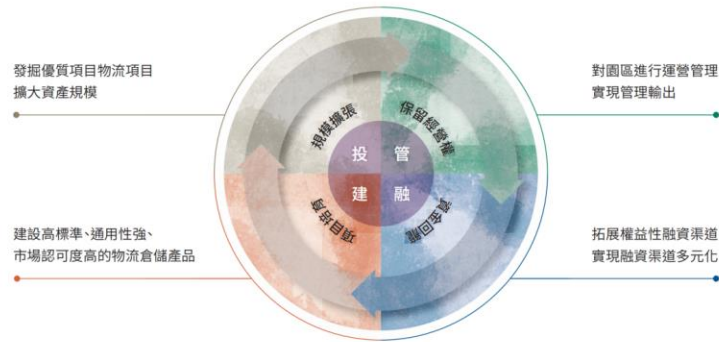 發掘優質項目物流項目
擴大資產規模
對園區進行運營管理
實現管理輸出
規模擴張
保留經營權
投
管
建
融
項目培育
資金回籠
建設高標準、通用性強、
市場認可度高的物流倉儲產品
拓展權益性融資渠道
實現融資渠道多元化